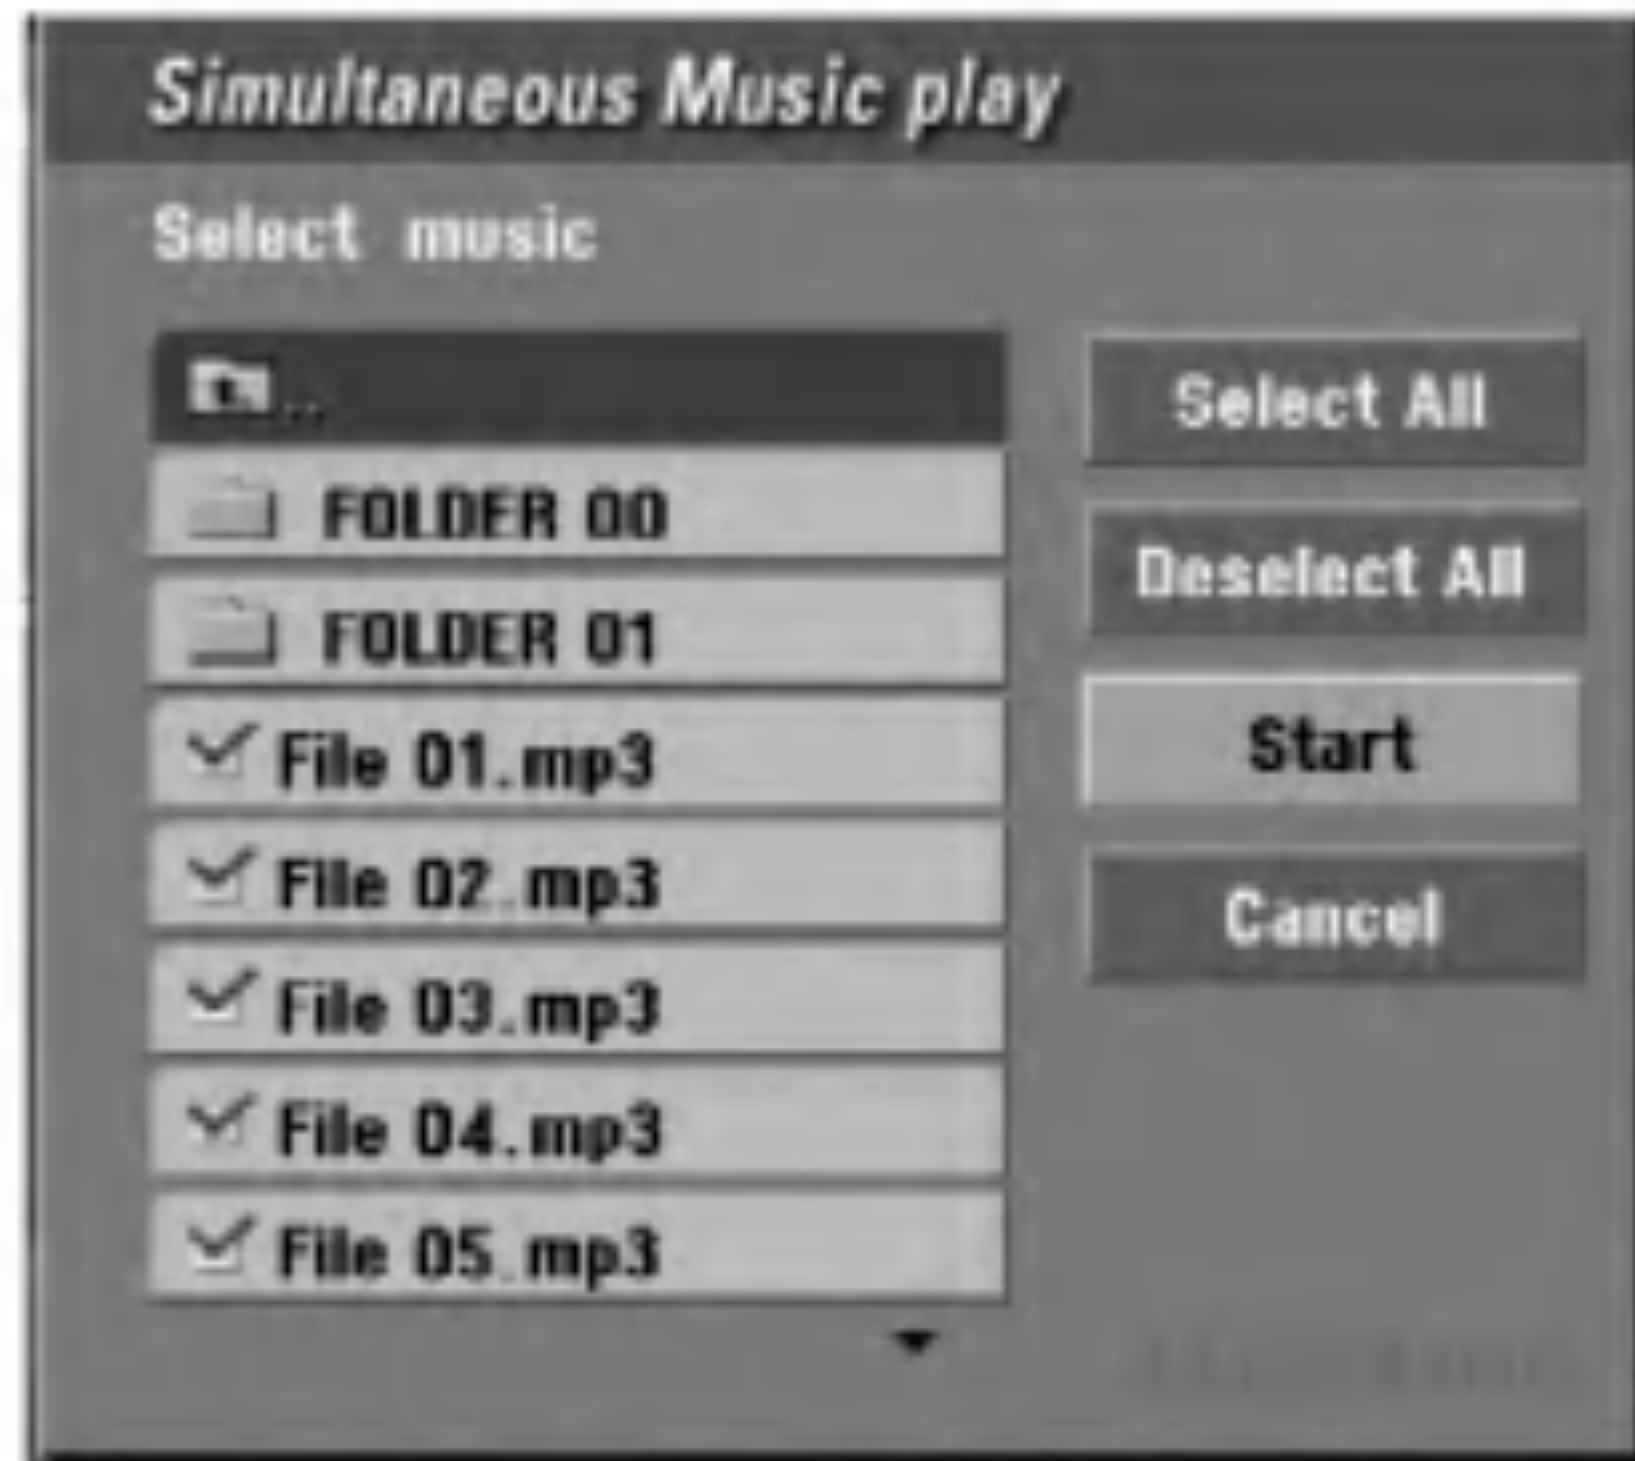 Simultaneous Music play
Select music
..
FOLDER 00
FOLDER 01
File 01.mp3
File 02.mp3
File 03.mp3
File 04.mp3
File 05.mp3
Select All
Deselect All
Start
Cancel